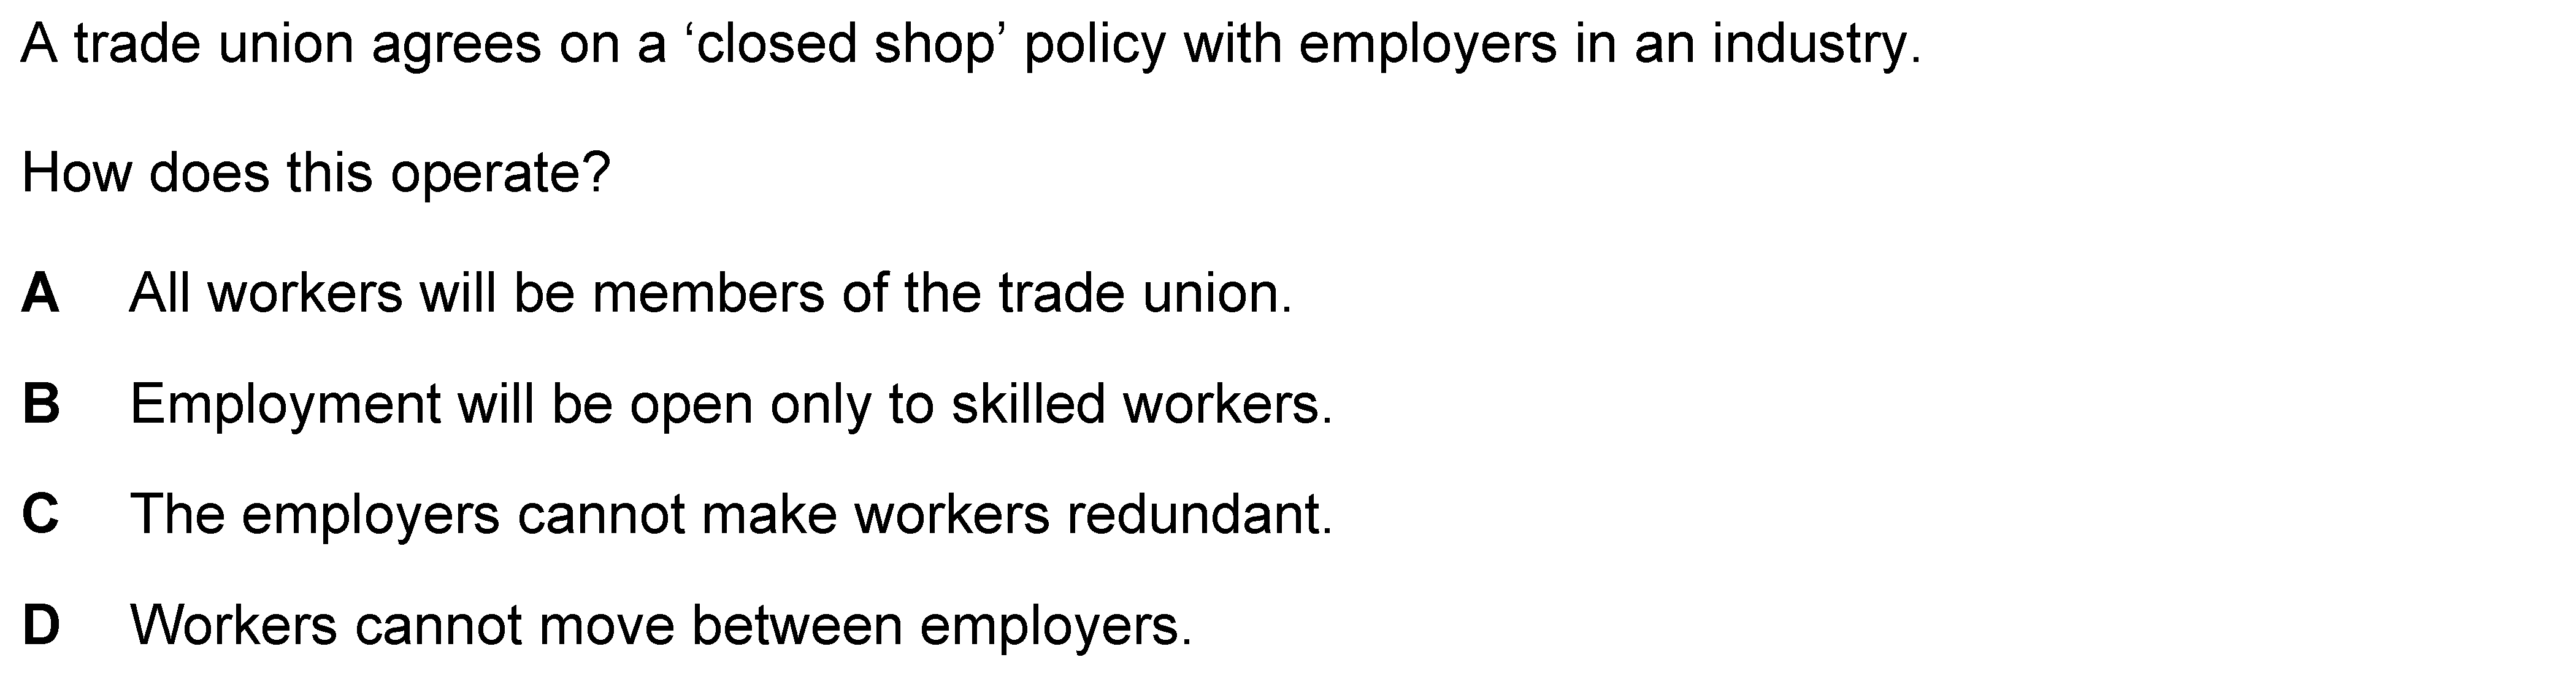 A trade union agrees on a ‘closed shop’ policy with employers in an industry.
How does this operate?
A All workers will be members of the trade union.
B Employment will be open only to skilled workers.
C The employers cannot make workers redundant.
D Workers cannot move between employers.